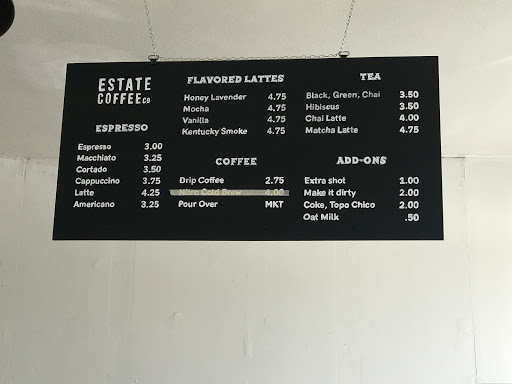 ESTATE
COFFEE CO
ESPRESSO
Espresso 3.00
Macchiato 3.25
Cortado 3.50
Cappuccino 3.75
Latte 4.25
Americano 3.25
FLAVORED LATTES
Honey Lavender 4.75
Mocha 4.75
Vanilla 4.75
Kentucky Smoke 4.75
COFFEE
Drip Coffee 2.75
Nitro Cold Brew 4.00
Pour Over MKT
TEA
Black, Green, Chai 3.50
Hibiscus 3.50
Chai Latte 4.00
Matcha Latte 4.75
ADD-ONS
Extra shot 1.00
Make it dirty 2.00
Coke, Topo Chico 2.00
Oat Milk .50